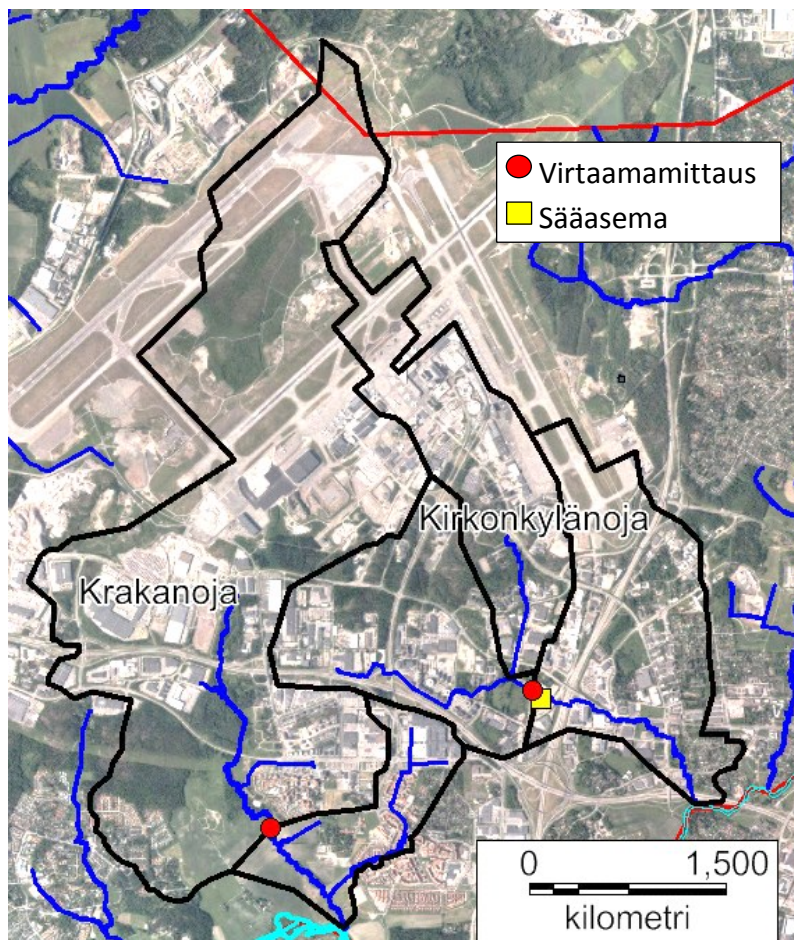 Virtaamamittaus
Sääasema
Kirkonkylänoja
Krakanoja
0 1,500
kilometri